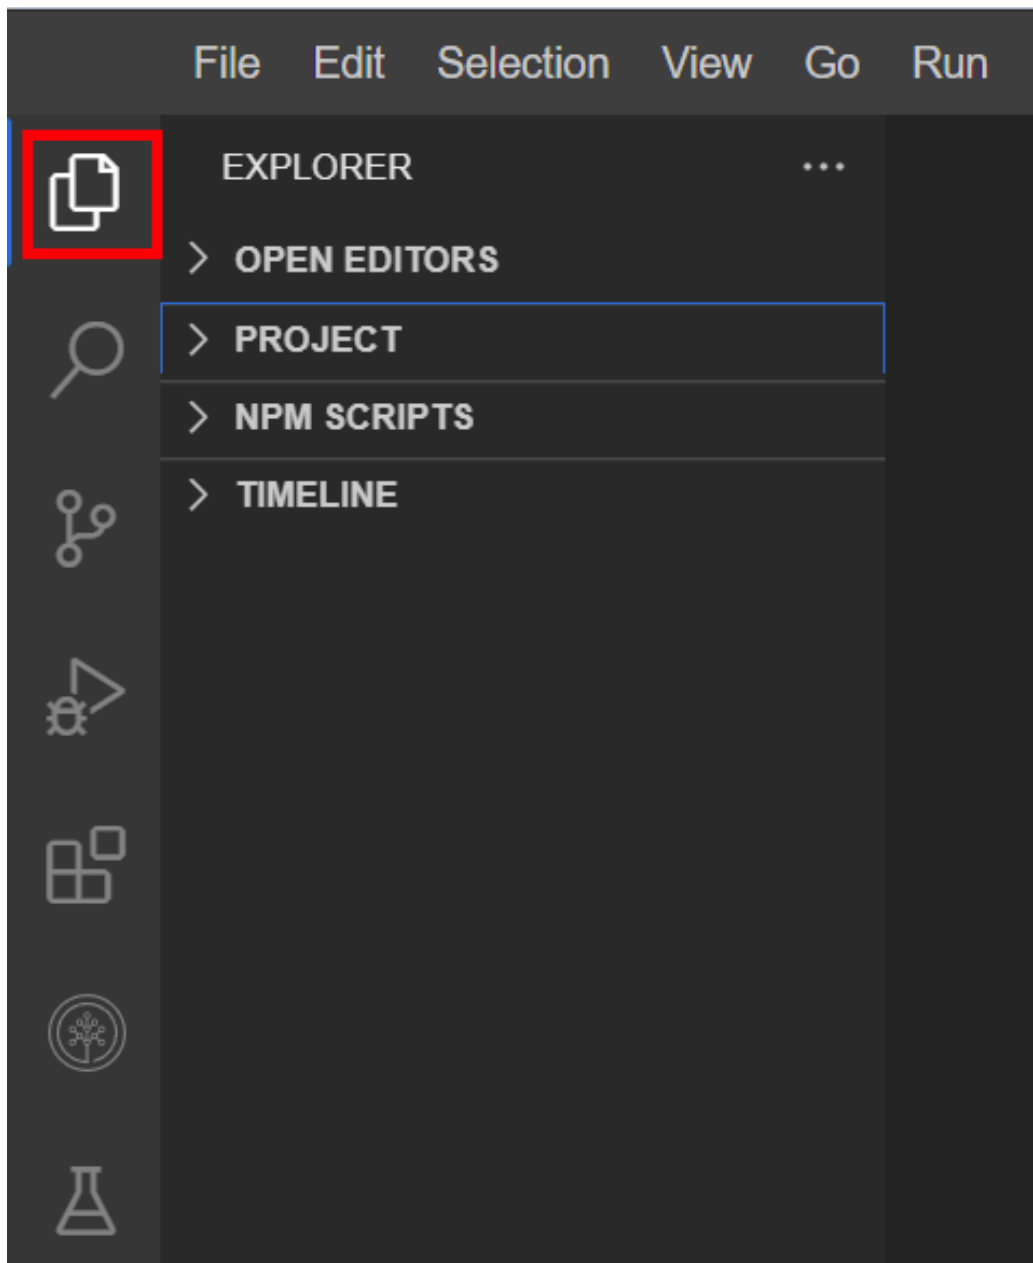 File Edit Selection View Go Run
EXPLORER
OPEN EDITORS
PROJECT
NPM SCRIPTS
TIMELINE